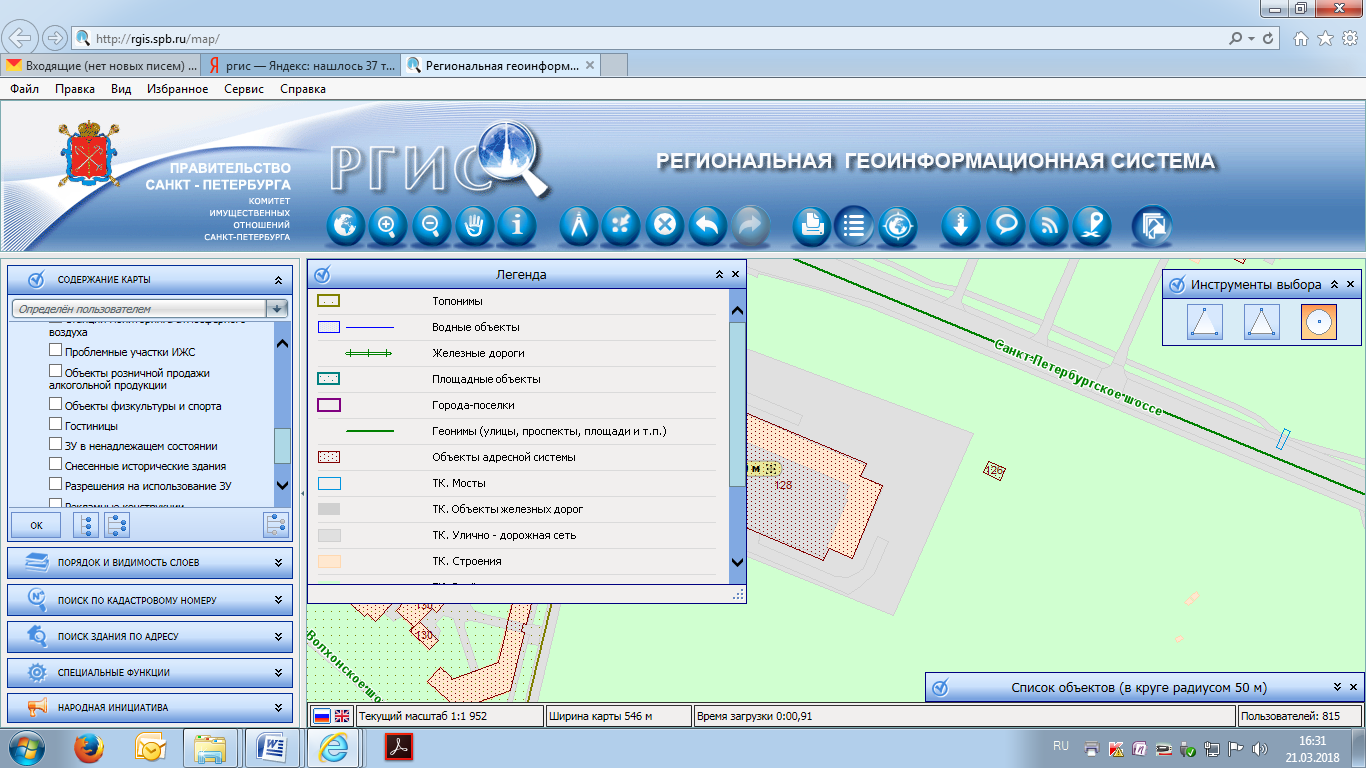 http://rgis.spb.ru/map/
Входящие (нет новых писем) ...
ргис — Яндекс: нашлось 37 т...
Региональная геоинформ...
Файл Правка Вид Избранное Сервис Справка
ПРАВИТЕЛЬСТВО
САНКТ - ПЕТЕРБУРГА
КОМИТЕТ
ИМУЩЕСТВЕННЫХ
ОТНОШЕНИЙ
САНКТ-ПЕТЕРБУРГА
РГИС
РЕГИОНАЛЬНАЯ ГЕОИНФОРМАЦИОННАЯ СИСТЕМА
СОДЕРЖАНИЕ КАРТЫ
Определён пользователем
воздуха
Проблемные участки ИЖС
Объекты розничной продажи
алкогольной продукции
Объекты физкультуры и спорта
Гостиницы
ЗУ в ненадлежащем состоянии
Снесенные исторические здания
Разрешения на использование ЗУ
ОК
ПОРЯДОК И ВИДИМОСТЬ СЛОЕВ
ПОИСК ПО КАДАСТРОВОМУ НОМЕРУ
ПОИСК ЗДАНИЯ ПО АДРЕСУ
СПЕЦИАЛЬНЫЕ ФУНКЦИИ
НАРОДНАЯ ИНИЦИАТИВА
Легенда
Топонимы
Водные объекты
Железные дороги
Площадные объекты
Города-поселки
Геонимы (улицы, проспекты, площади и т.п.)
Объекты адресной системы
ТК. Мосты
ТК. Объекты железных дорог
ТК. Улично - дорожная сеть
ТК. Строения
Инструменты выбора
Санкт-Петербургское шоссе
126
м
128
130
130
Волхонское шоссе
Список объектов (в круге радиусом 50 м)
Текущий масштаб 1:1 952
Ширина карты 546 м
Время загрузки 0:00,91
Пользователей: 815
RU
16:31
21.03.2018